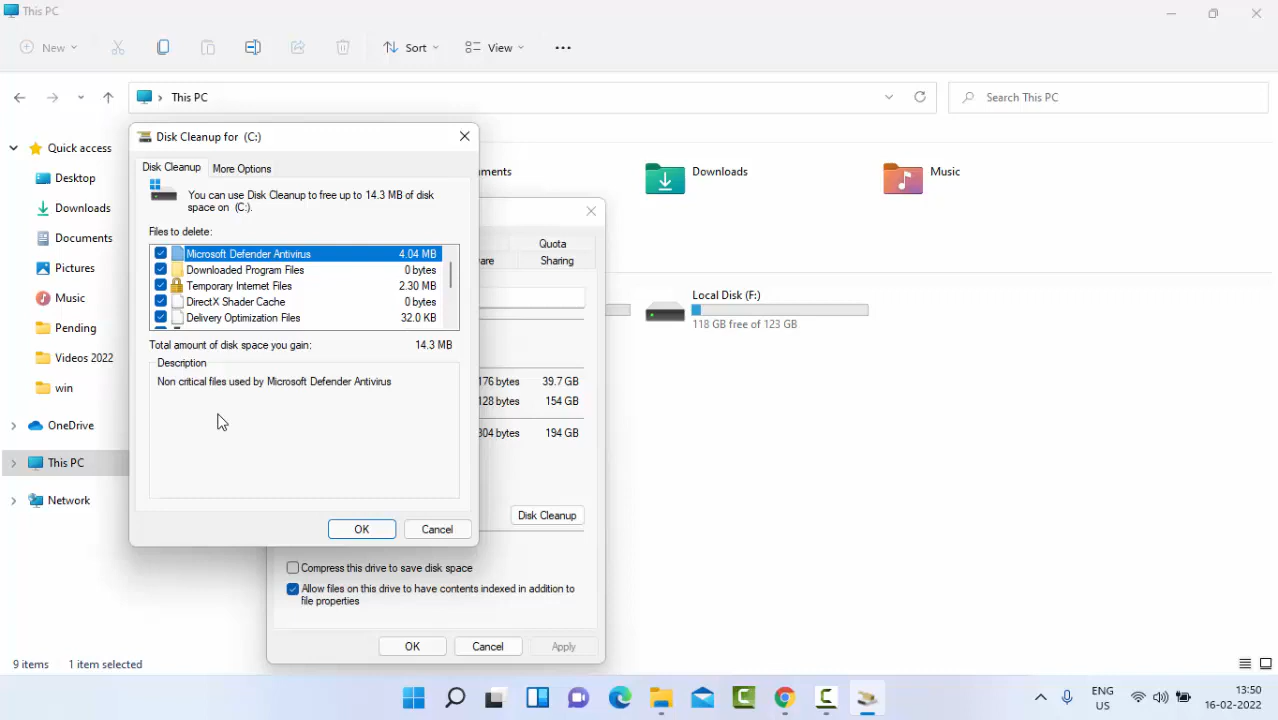 This PC
New
Sort
View
This PC
Search This PC
Quick access
Desktop
Downloads
Documents
Pictures
Music
Pending
Videos 2022
win
OneDrive
This PC
Network
Disk Cleanup for (C:)
Disk Cleanup
More Options
You can use Disk Cleanup to free up to 14.3 MB of disk
space on (C:).
Files to delete:
Microsoft Defender Antivirus 4.04 MB
Downloaded Program Files 0 bytes
Temporary Internet Files 2.30 MB
DirectX Shader Cache 0 bytes
Delivery Optimization Files 32.0 KB
Total amount of disk space you gain: 14.3 MB
Description
Non critical files used by Microsoft Defender Antivirus
OK
Cancel
Quota
Sharing
176 bytes 39.7 GB
128 bytes 154 GB
304 bytes 194 GB
Disk Cleanup
Compress this drive to save disk space
Allow files on this drive to have contents indexed in addition to
file properties
OK
Cancel
Apply
Downloads
Music
Local Disk (F:)
118 GB free of 123 GB
9 items
1 item selected
ENG
US
13:50
16-02-2022